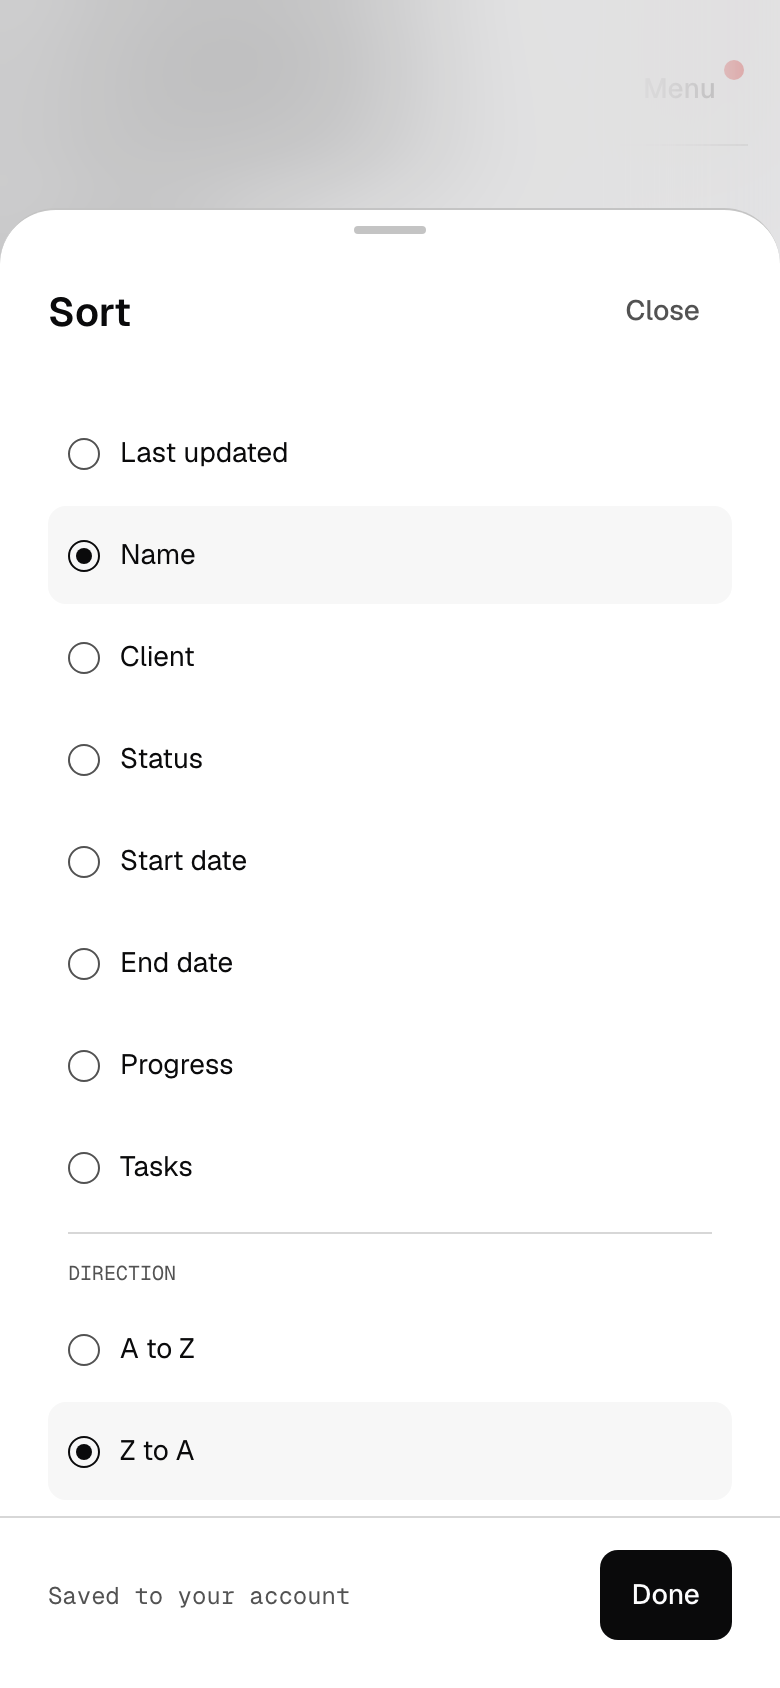 Menu
Sort
Close
Last updated
Name
Client
Status
Start date
End date
Progress
Tasks
DIRECTION
A to Z
Z to A
Saved to your account
Done